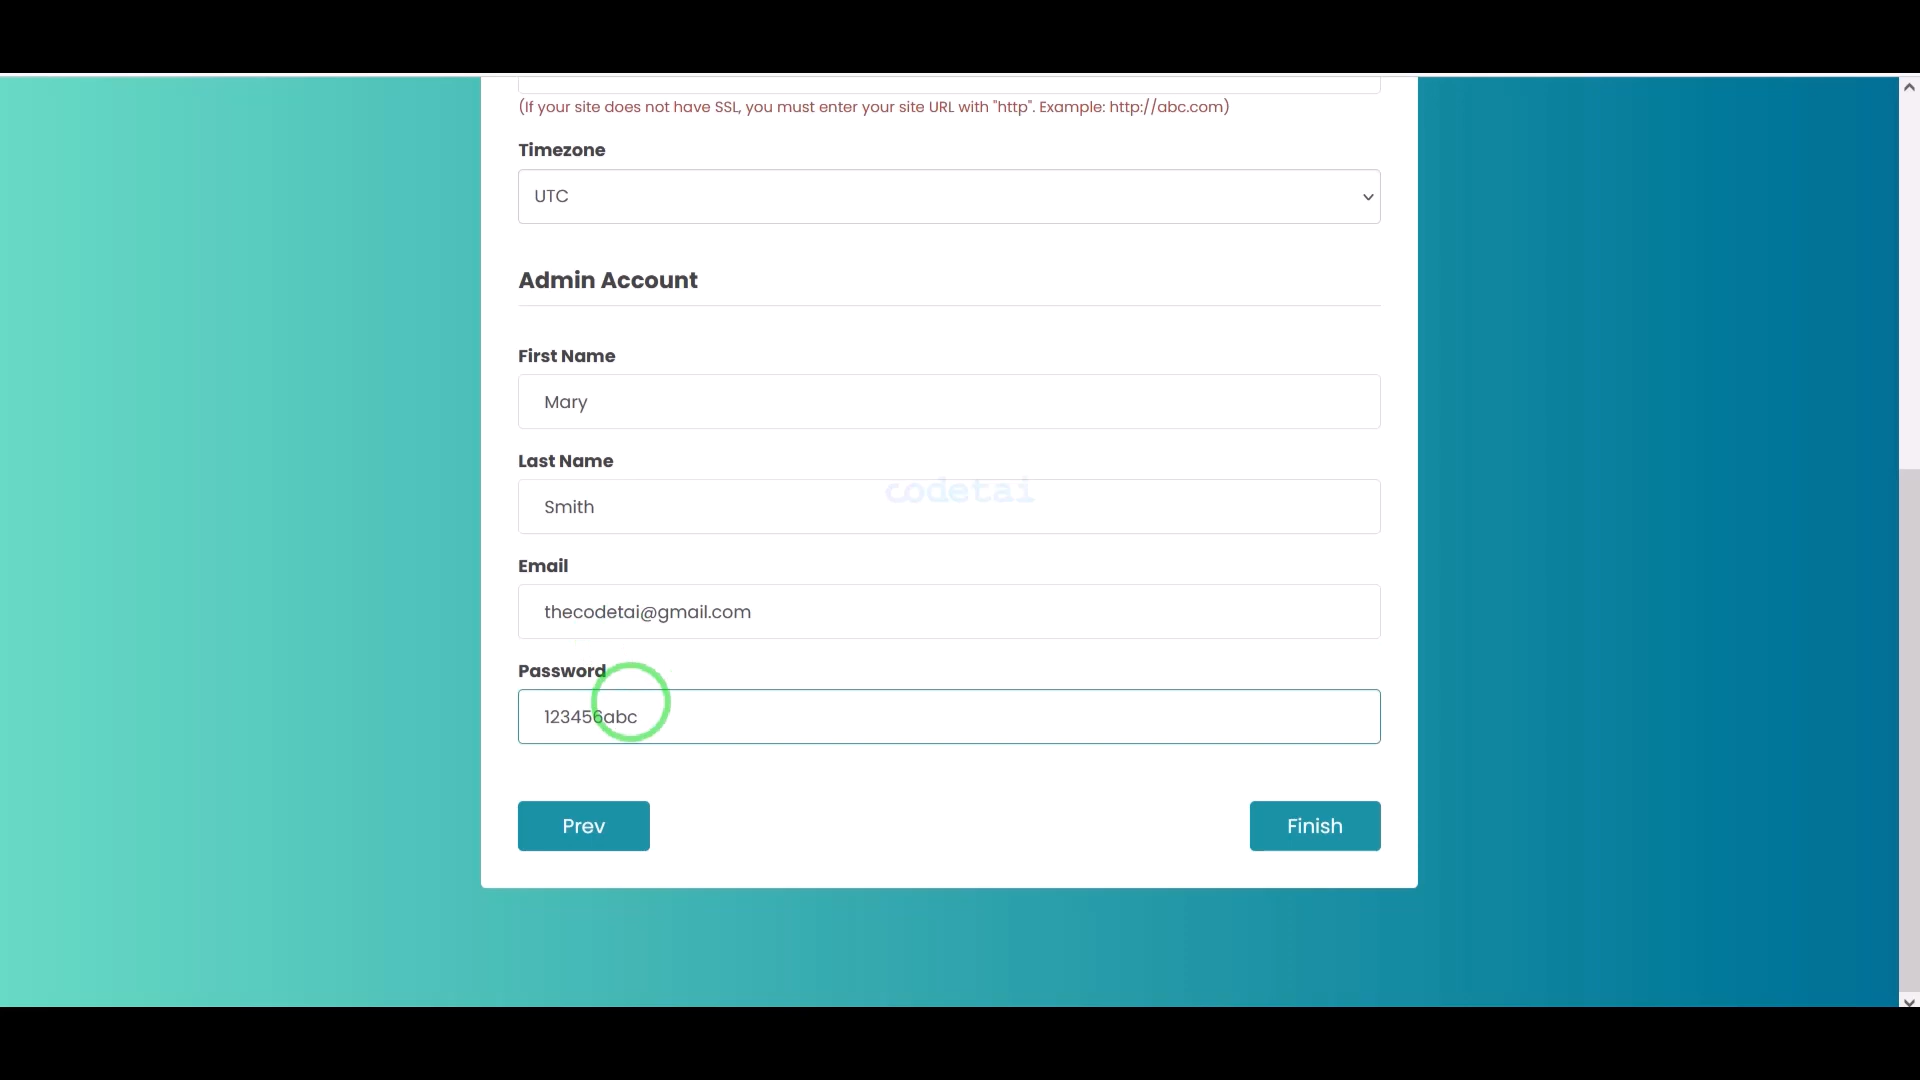 (If your site does not have SSL, you must enter your site URL with "http". Example: http://abc.com)
Timezone
UTC
Admin Account
First Name
Mary
Last Name
codetai
Smith
Email
thecodetai@gmail.com
Password
123456abc
Prev
Finish